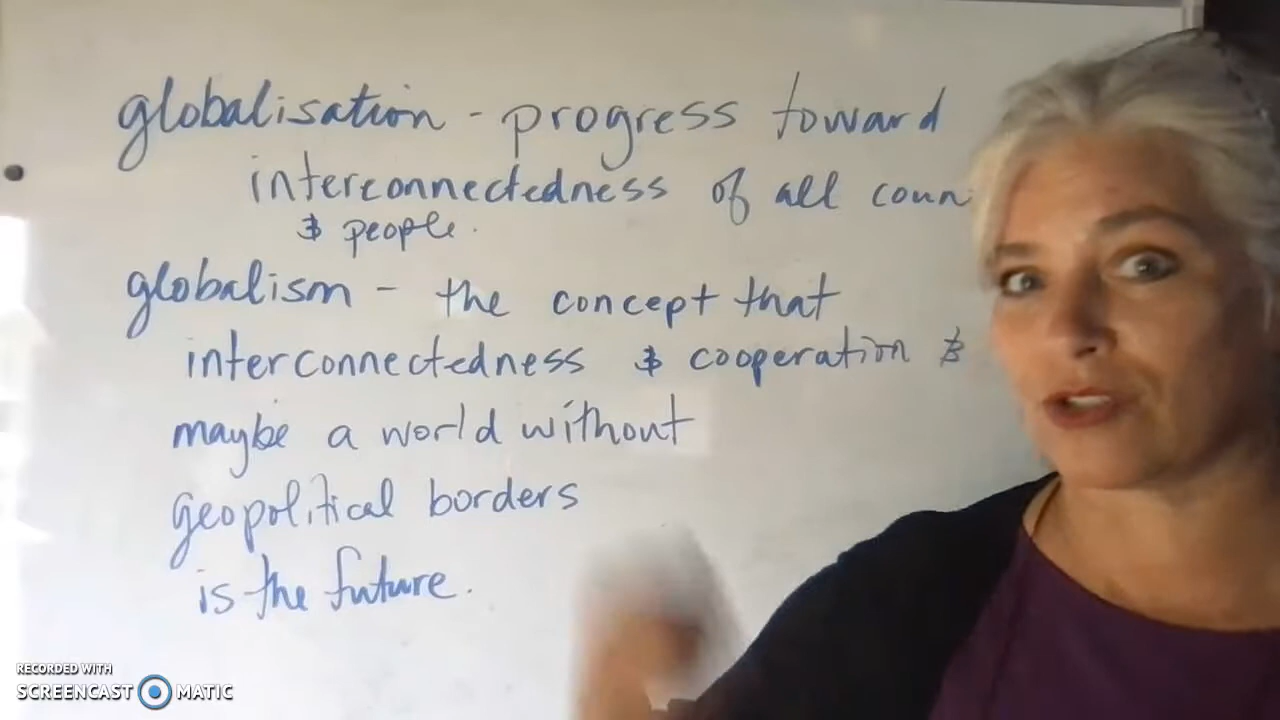 globalisation - progress toward
interconnectedness of all coun
& people.
globalism - the concept that
interconnectedness & cooperation &
maybe a world without
geopolitical borders
is the future.
RECORDED WITH
SCREENCAST MATIC